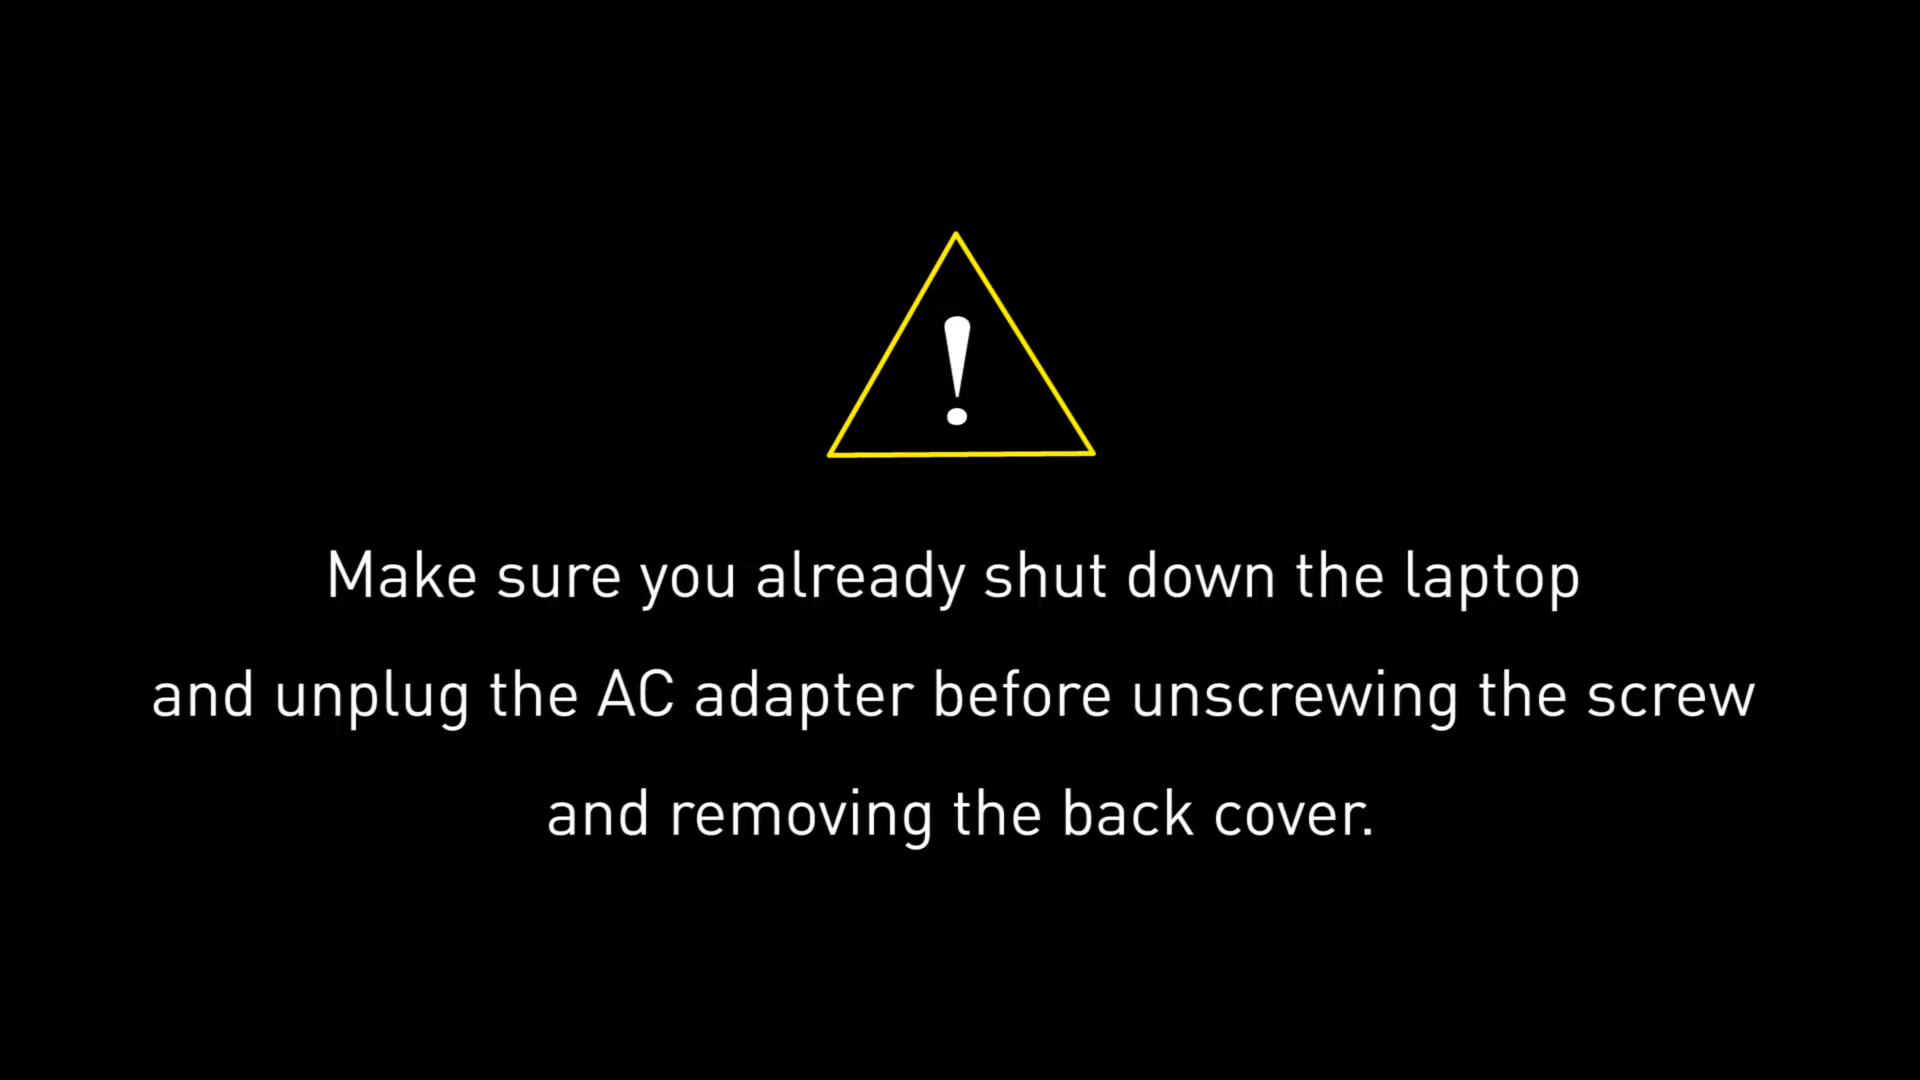 !
Make sure you already shut down the laptop
and unplug the AC adapter before unscrewing the screw
and removing the back cover.